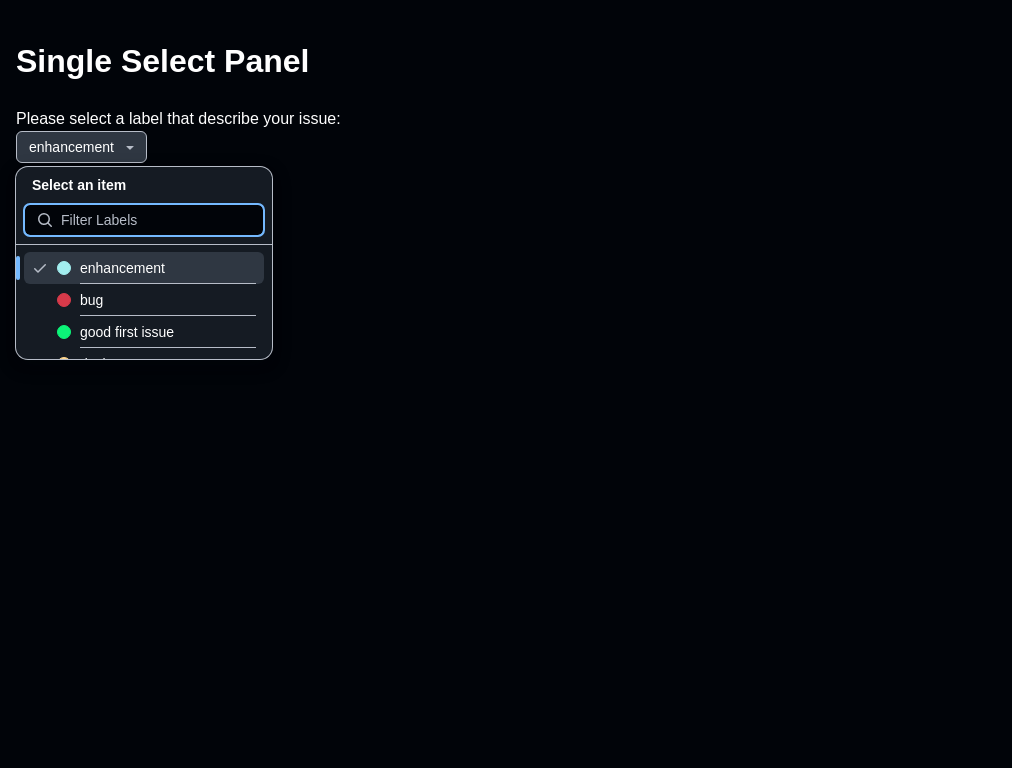 Single Select Panel
Please select a label that describe your issue:
enhancement
Select an item
Filter Labels
enhancement
bug
good first issue